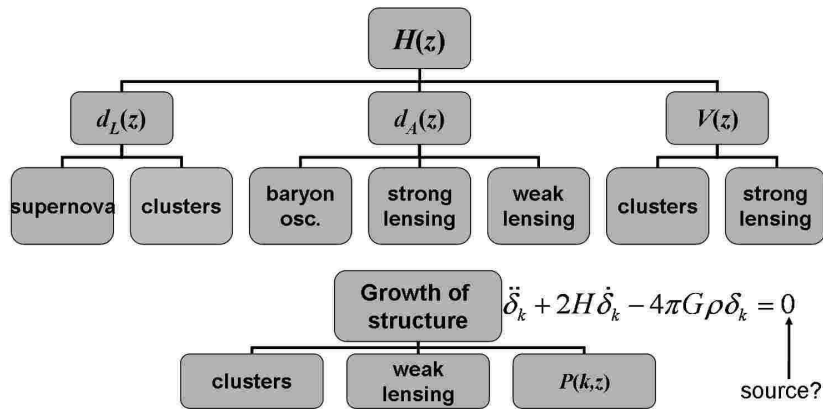 H(z)
d_L(z)
d_A(z)
V(z)
supernova
clusters
baryon
osc.
strong
lensing
weak
lensing
clusters
strong
lensing
Growth of
structure
δ̈_k + 2Hδ̇_k − 4πGρδ_k = 0
clusters
weak
lensing
P(k,z)
source?